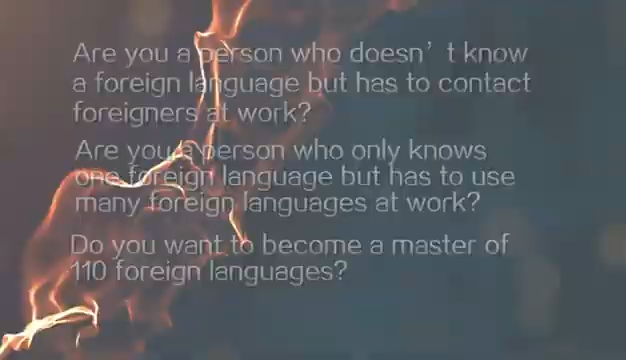 Are you a person who doesn’t know
a foreign language but has to contact
foreigners at work?
Are you a person who only knows
one foreign language but has to use
many foreign languages at work?
Do you want to become a master of
110 foreign languages?